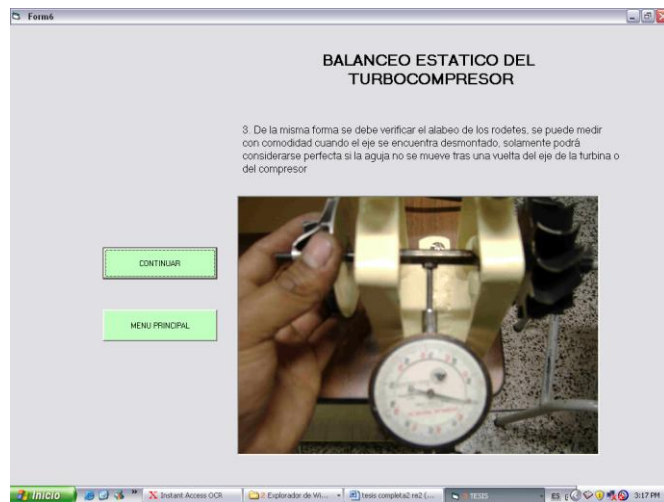 Form6
BALANCEO ESTATICO DEL
TURBOCOMPRESOR
3. De la misma forma se debe verificar el alabeo de los rodetes, se puede medir
con comodidad cuando el eje se encuentra desmontado, solamente podrá
considerarse perfecta si la aguja no se mueve tras una vuelta del eje de la turbina o
del compresor
CONTINUAR
MENU PRINCIPAL
Inicio
Instant Access OCR
2 Explorador de Wi...
tesis completa2 re2 (...
TESIS
ES
3:17 PM